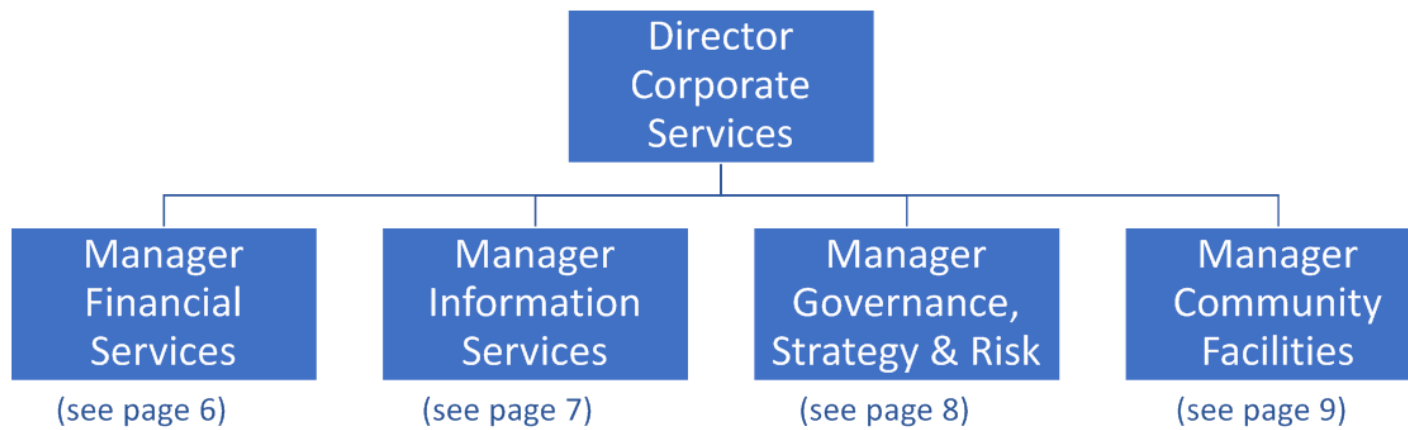 Director
Corporate
Services
Manager
Financial
Services
(see page 6)
Manager
Information
Services
(see page 7)
Manager
Governance,
Strategy & Risk
(see page 8)
Manager
Community
Facilities
(see page 9)